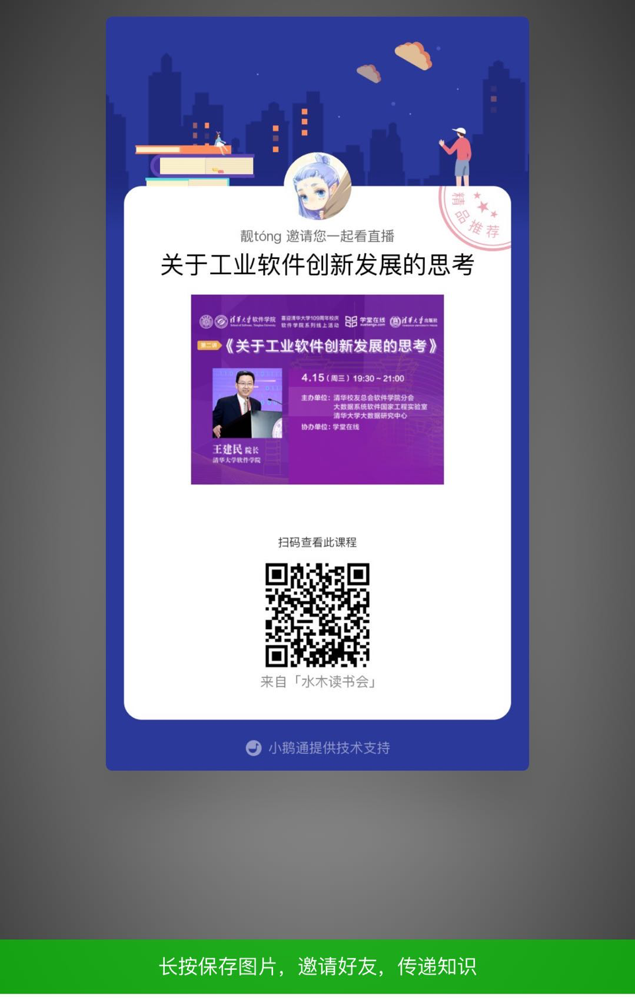 精品推荐
靓tóng 邀请您一起看直播
关于工业软件创新发展的思考
清华大学软件学院
School of Software, Tsinghua University
喜迎清华大学109周年校庆
软件学院系列线上活动
学堂在线
xuetangx.com
清华大学出版社
TSINGHUA UNIVERSITY PRESS
第二讲
《关于工业软件创新发展的思考》
4.15(周三) 19:30~21:00
主办单位: 清华校友总会软件学院分会
大数据系统软件国家工程实验室
清华大学大数据研究中心
协办单位: 学堂在线
王建民 院长
清华大学软件学院
扫码查看此课程
来自「水木读书会」
小鹅通提供技术支持
长按保存图片，邀请好友，传递知识